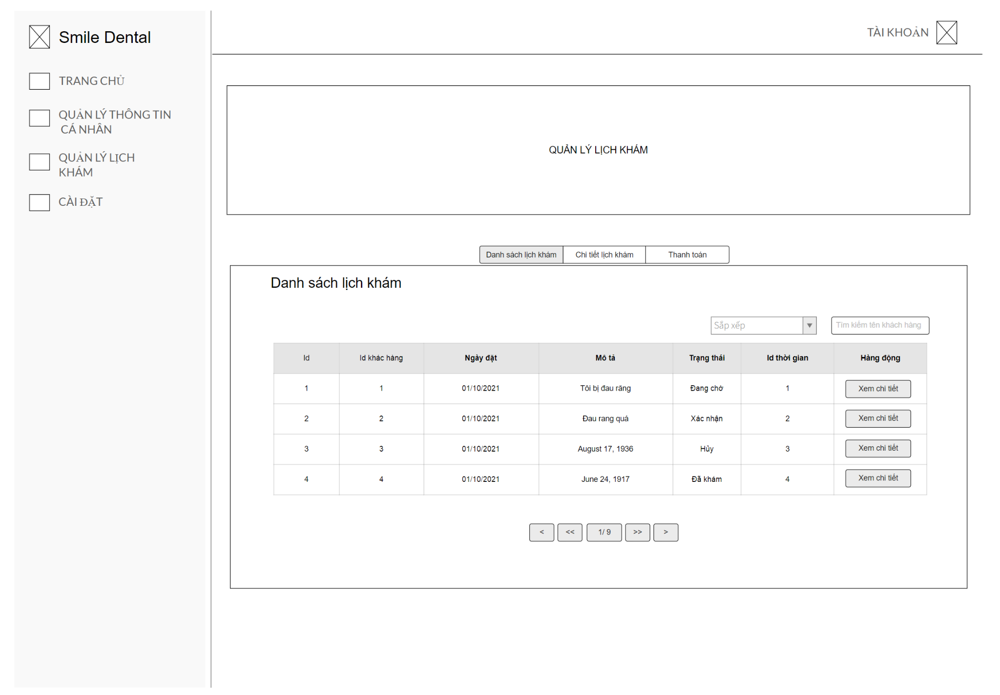 Smile Dental
TRANG CHỦ
QUẢN LÝ THÔNG TIN
CÁ NHÂN
QUẢN LÝ LỊCH
KHÁM
CÀI ĐẶT
TÀI KHOẢN
QUẢN LÝ LỊCH KHÁM
Danh sách lịch khám Chi tiết lịch khám Thanh toán
Danh sách lịch khám
Sắp xếp Tìm kiếm tên khách hàng
Id Id khác hàng Ngày đặt Mô tả Trạng thái Id thời gian Hàng động
1 1 01/10/2021 Tôi bị đau răng Đang chờ 1 Xem chi tiết
2 2 01/10/2021 Đau rang quá Xác nhận 2 Xem chi tiết
3 3 01/10/2021 August 17, 1936 Hủy 3 Xem chi tiết
4 4 01/10/2021 June 24, 1917 Đã khám 4 Xem chi tiết
< << 1/ 9 >> >